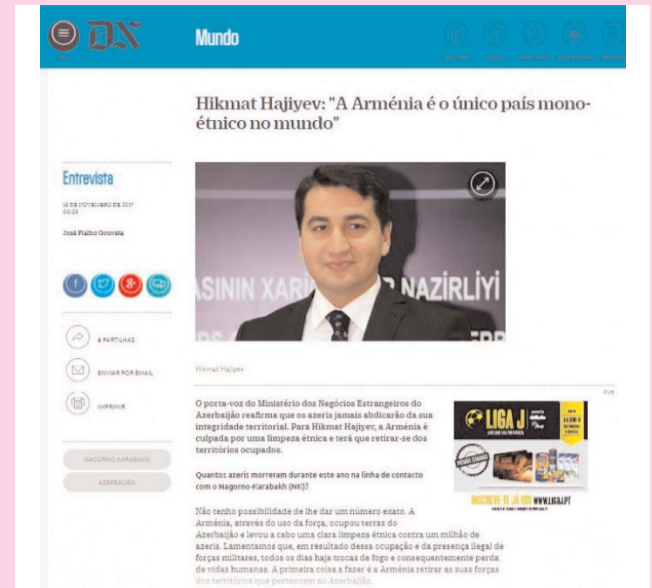 DN
Mundo
Hikmat Hajiyev: "A Arménia é o único país mono-
étnico no mundo"
Entrevista
DE NOVEMBRO DE 2017
José Fialho Gouveia
ASININ XARİ
NAZİRLİYİ
6 PARTILHAS
ENVIAR POR EMAIL
IMPRIMIR
NAGORNO KARABAKH
AZERBAIJÃO
Hikmat Hajiyev
PUB
O porta-voz do Ministério dos Negócios Estrangeiros do
Azerbaijão reafirma que os azeris jamais abdicarão da sua
integridade territorial. Para Hikmat Hajiyev, a Arménia é
culpada por uma limpeza étnica e terá que retirar-se dos
territórios ocupados.
Quantos azeris morreram durante este ano na linha de contacto
com o Nagorno-Karabakh (NK)?
Não tenho possibilidade de lhe dar um número exato. A
Arménia, através do uso da força, ocupou terras do
Azerbaijão e levou a cabo uma clara limpeza étnica contra um milhão de
azeris. Lamentamos que, em resultado dessa ocupação e da presença ilegal de
forças militares, todos os dias haja trocas de fogo e consequentemente perda
de vidas humanas. A primeira coisa a fazer é a Arménia retirar as suas forças
dos territórios que pertencem ao Azerbaijão.
LIGA J
INSCREVE-TE JÁ EM WWW.LIGAJ.PT